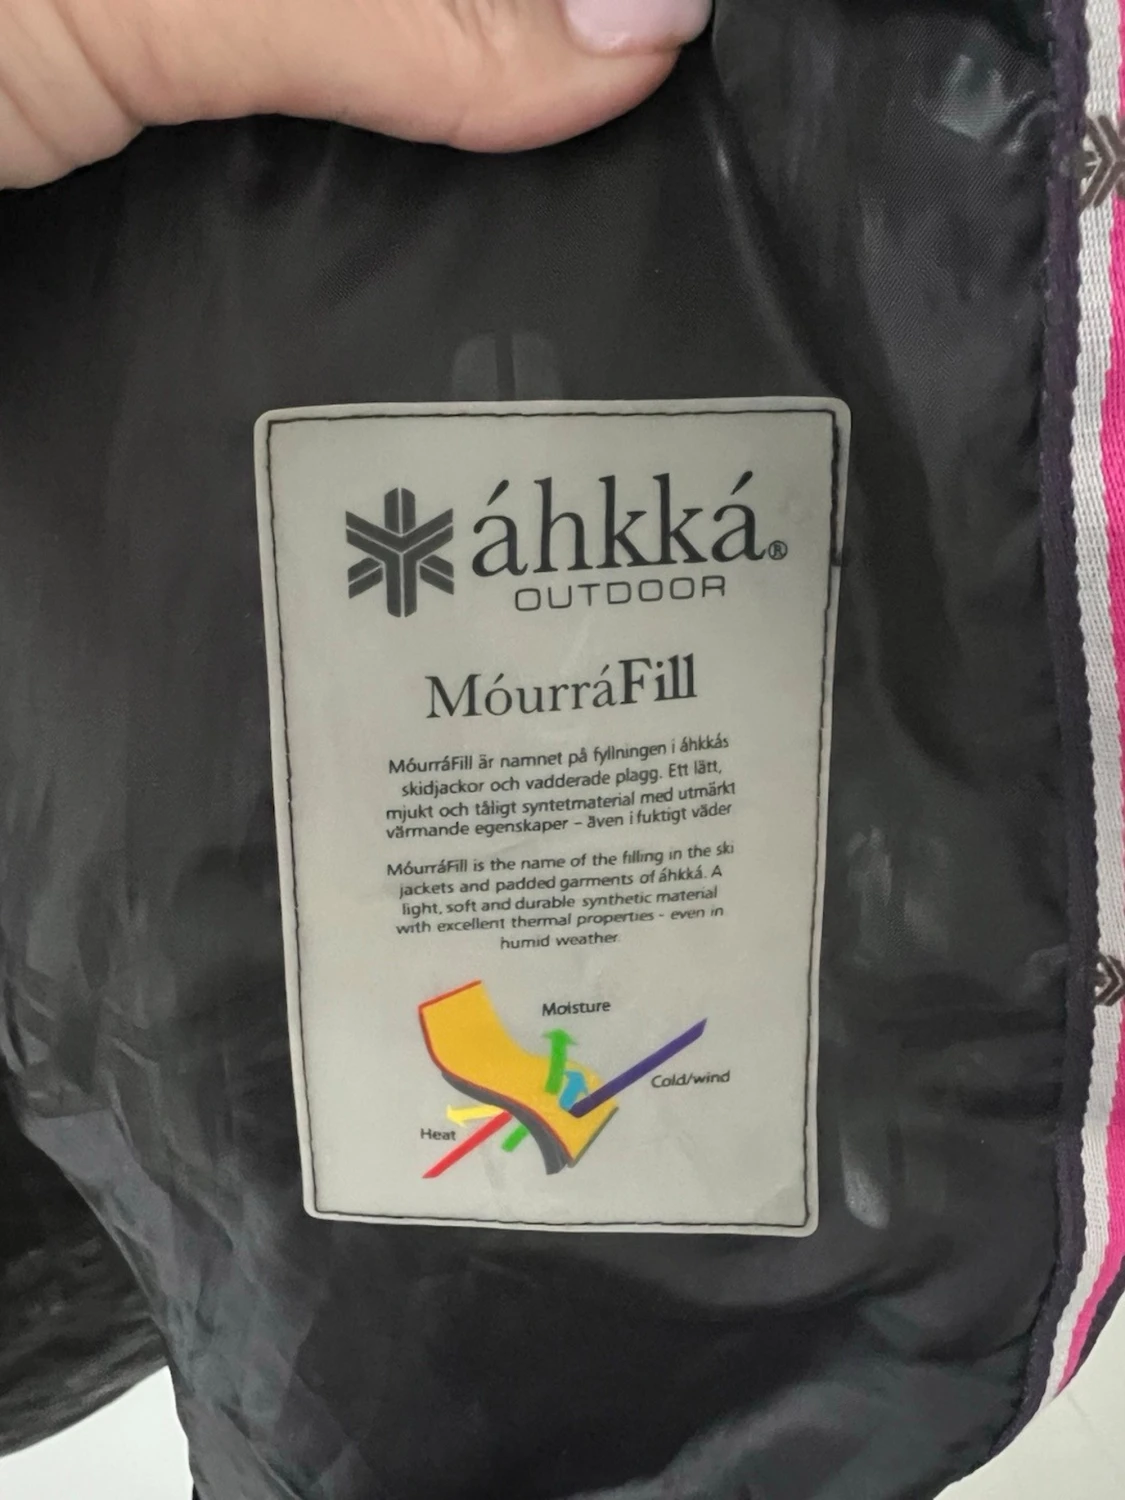 áhkká®
OUTDOOR
MóurráFill
MóurráFill är namnet på fyllningen i áhkkás
skidjackor och vadderade plagg. Ett lätt,
mjukt och tåligt syntetmaterial med utmärkt
värmande egenskaper – även i fuktigt väder
MóurráFill is the name of the filling in the ski
jackets and padded garments of áhkká. A
light, soft and durable synthetic material
with excellent thermal properties - even in
humid weather.
Moisture
Cold/wind
Heat